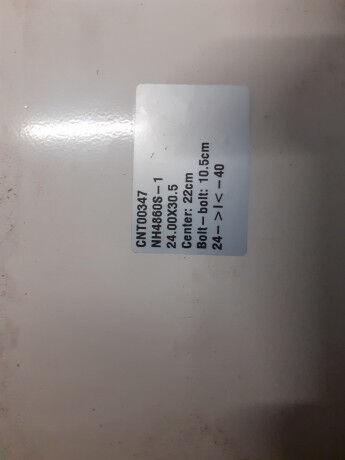 CNT00347
NH4860S-1
24.00X30.5
Center: 22cm
Bolt-bolt: 10.5cm
24->|<-40